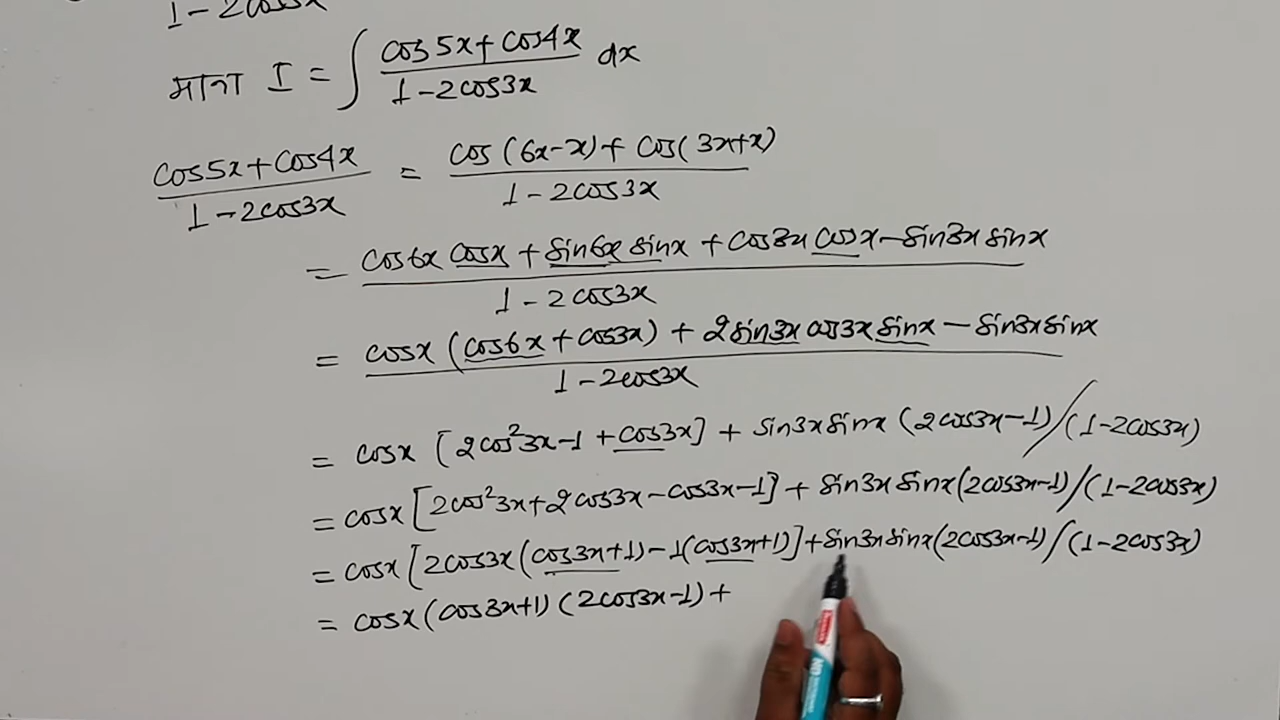 1-2cos3x
माना I = ∫ (cos5x+cos4x)/(1-2cos3x) dx
(cos5x+cos4x)/(1-2cos3x) = (cos(6x-x)+cos(3x+x))/(1-2cos3x)
= (cos6x cosx + sin6x sinx + cos3x cosx - sin3x sinx)/(1-2cos3x)
= (cosx (cos6x + cos3x) + 2sin3x cos3x sinx - sin3x sinx)/(1-2cos3x)
= cosx [2cos²3x-1+cos3x] + sin3x sinx (2cos3x-1)/(1-2cos3x)
= cosx [2cos²3x+2cos3x-cos3x-1] + sin3x sinx(2cos3x-1)/(1-2cos3x)
= cosx [2cos3x(cos3x+1)-1(cos3x+1)] + sin3x sinx(2cos3x-1)/(1-2cos3x)
= cosx(cos3x+1)(2cos3x-1)+